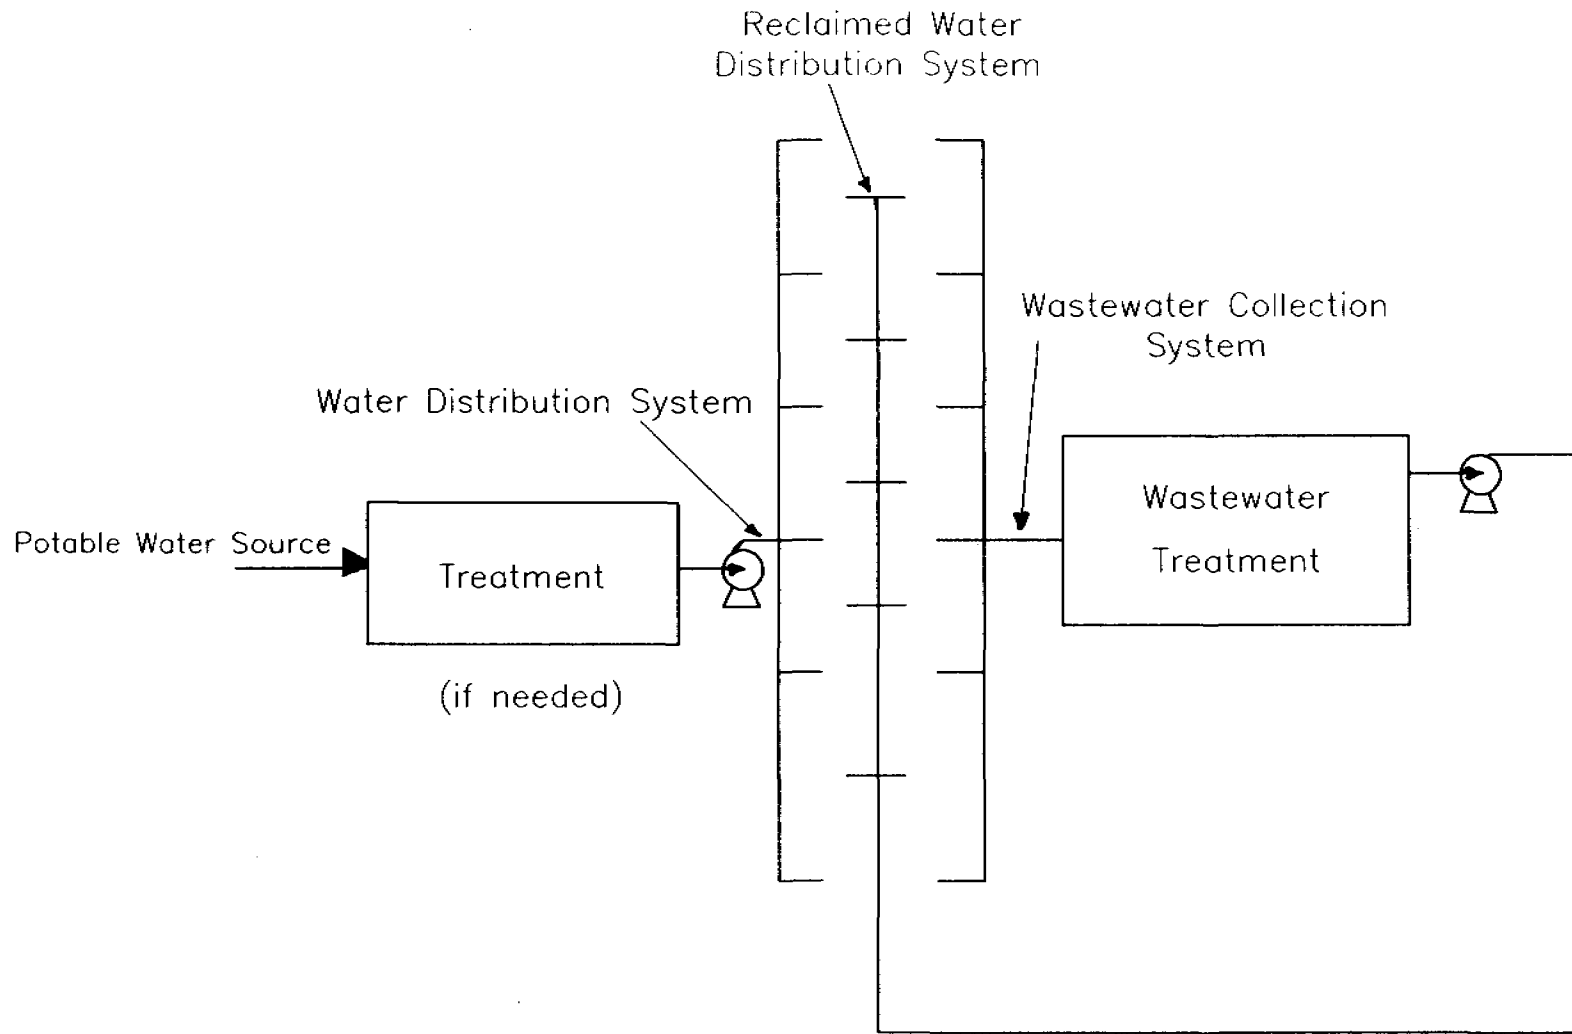 Reclaimed Water
Distribution System
Wastewater Collection
System
Water Distribution System
Wastewater
Treatment
Potable Water Source
Treatment
(if needed)